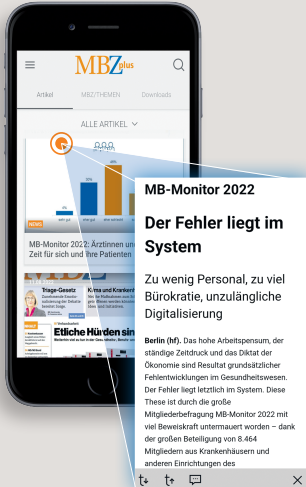 MBZplus
Artikel MBZ/THEMEN Downloads
ALLE ARTIKEL
NEWS
MB-Monitor 2022: Ärztinnen un
Zeit für sich und ihre Patienten
MBZ
Triage-Gesetz
Klima und Kranken
Etliche Hürden sin
MB-Monitor 2022
Der Fehler liegt im
System
Zu wenig Personal, zu viel
Bürokratie, unzulängliche
Digitalisierung
Berlin (hf). Das hohe Arbeitspensum, der
ständige Zeitdruck und das Diktat der
Ökonomie sind Resultat grundsätzlicher
Fehlentwicklungen im Gesundheitswesen.
Der Fehler liegt letztlich im System. Diese
These ist durch die große
Mitgliederbefragung MB-Monitor 2022 mit
viel Beweiskraft untermauert worden – dank
der großen Beteiligung von 8.464
Mitgliedern aus Krankenhäusern und
anderen Einrichtungen des